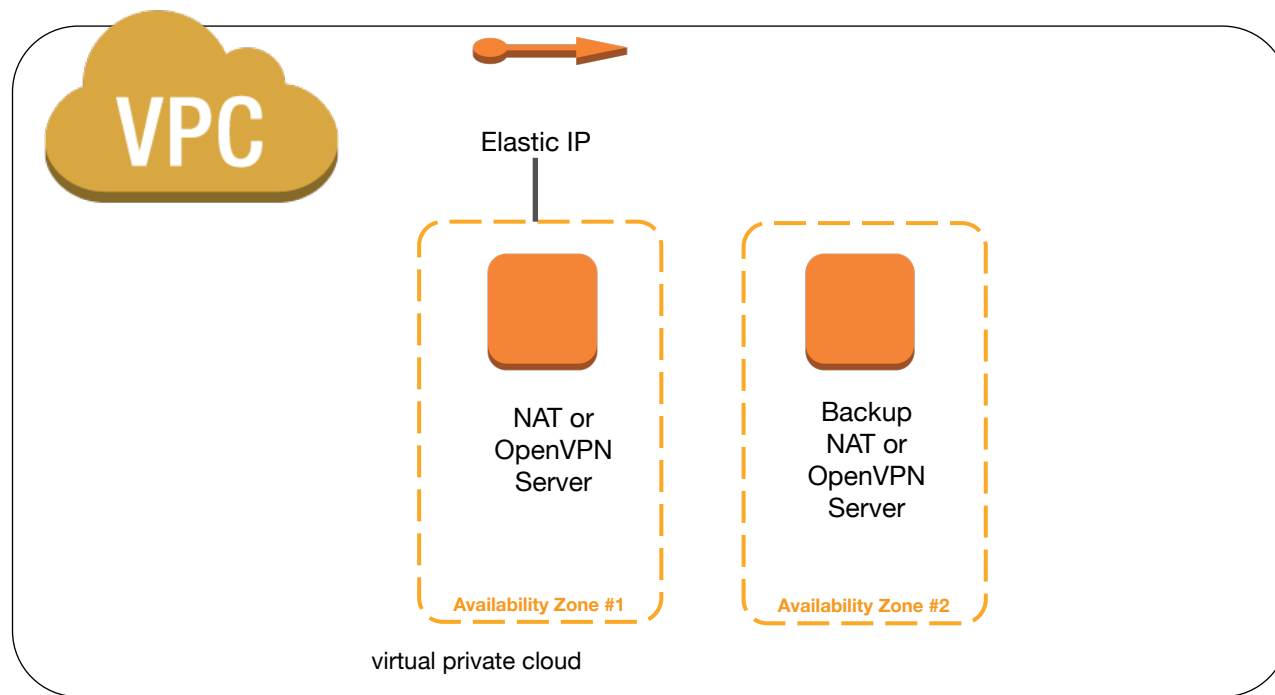 VPC
Elastic IP
NAT or
OpenVPN
Server
Availability Zone #1
Backup
NAT or
OpenVPN
Server
Availability Zone #2
virtual private cloud